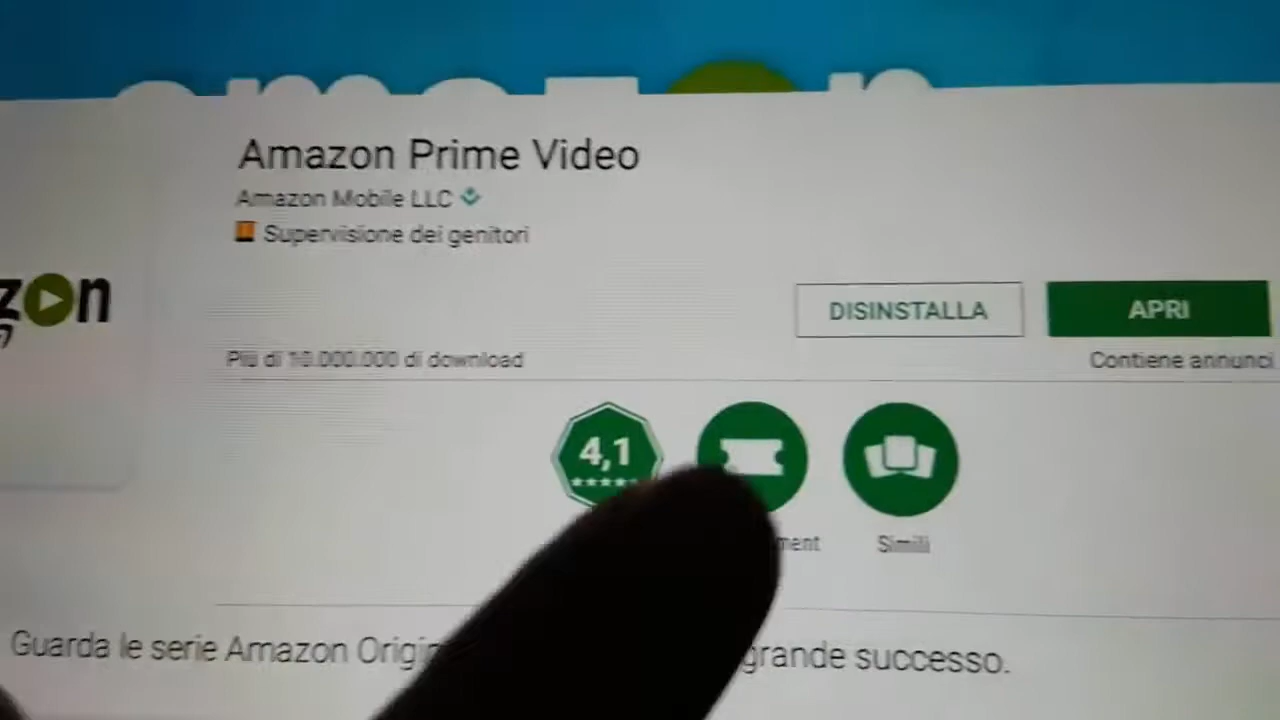 Amazon Prime Video
Amazon Mobile LLC
Supervisione dei genitori
zon
DISINSTALLA
APRI
Più di 10.000.000 di download
Contiene annunci
4,1
Simili
Guarda le serie Amazon grande successo.